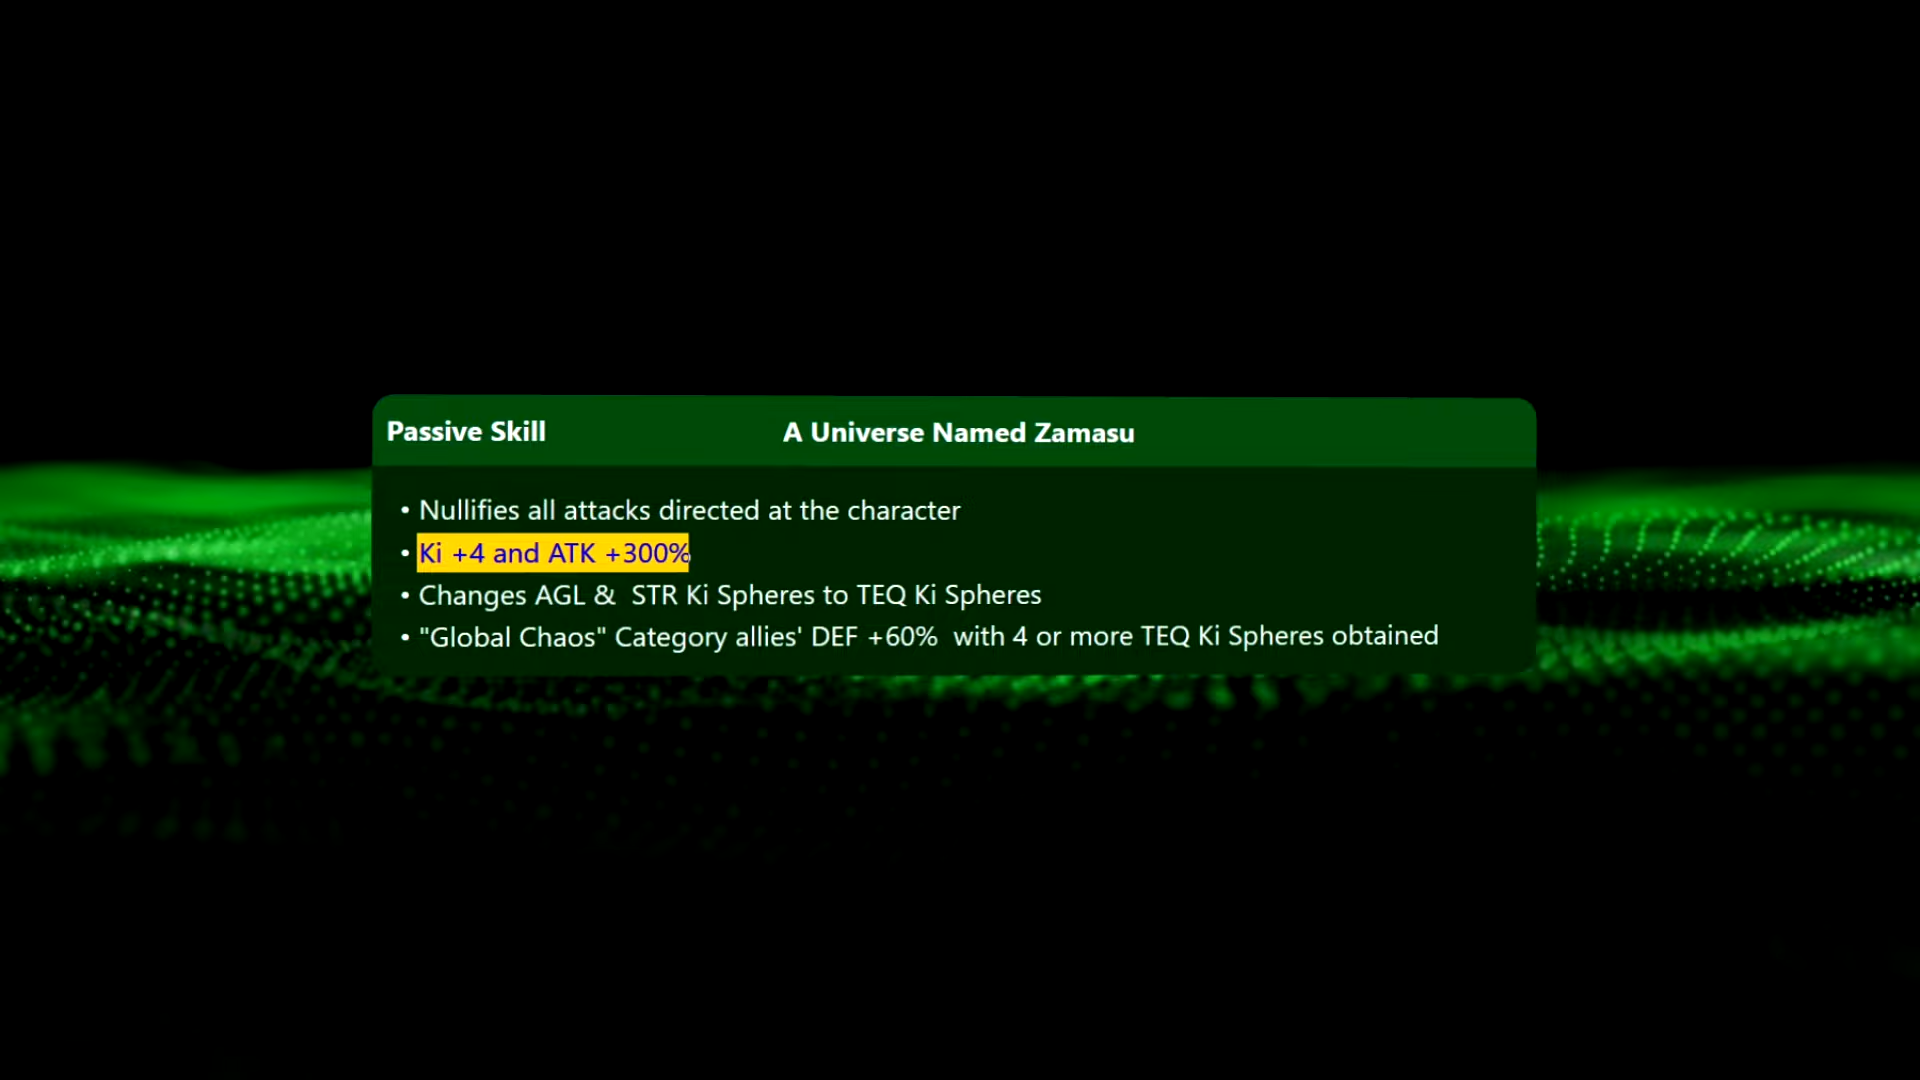 Passive Skill A Universe Named Zamasu
• Nullifies all attacks directed at the character
• Ki +4 and ATK +300%
• Changes AGL &  STR Ki Spheres to TEQ Ki Spheres
• "Global Chaos" Category allies' DEF +60%  with 4 or more TEQ Ki Spheres obtained